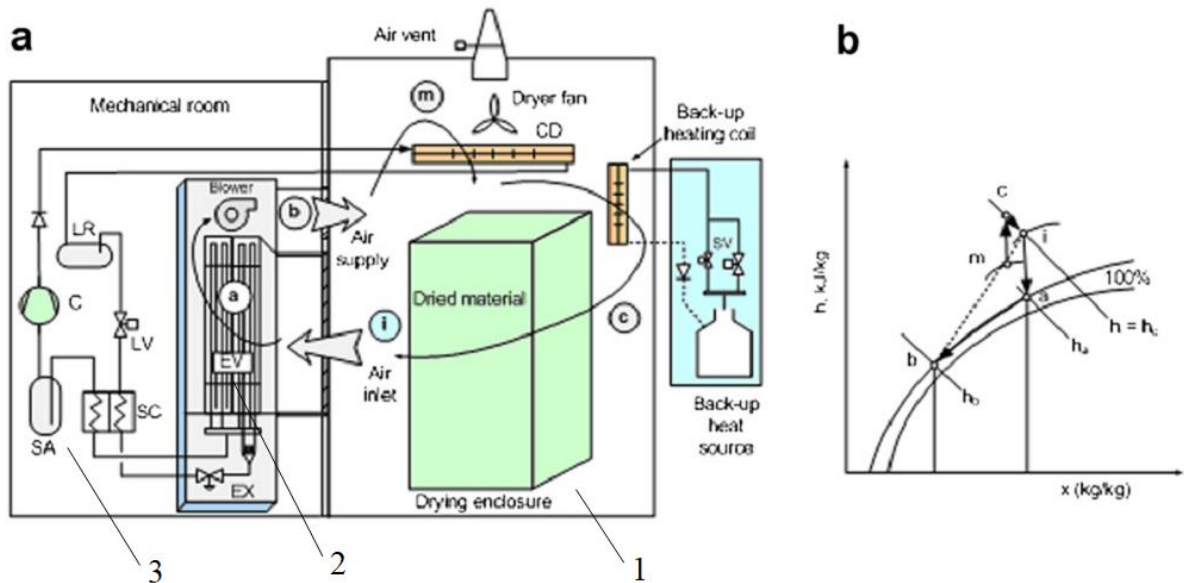 a
Air vent
Mechanical room
m
Dryer fan
CD
Back-up
heating coil
Blower
b
Air
supply
LR
SV
a
Dried material
C
LV
i
c
EV
Air
inlet
SC
SA
EX
Drying enclosure
Back-up
heat
source
3
2
1
b
h, kJ/kg
c
i
m
100%
a
h = hc
ha
b
hb
x (kg/kg)